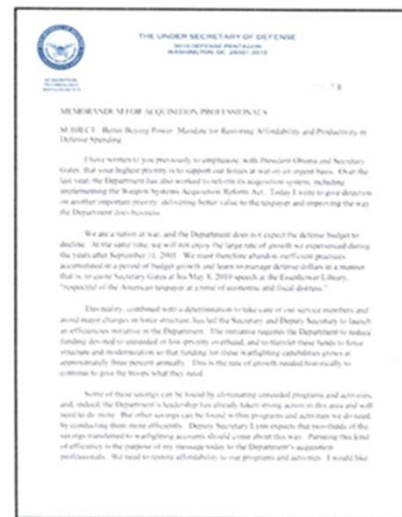 THE UNDER SECRETARY OF DEFENSE
3010 DEFENSE PENTAGON
WASHINGTON, DC 20301-3010
ACQUISITION
TECHNOLOGY
AND LOGISTICS
MEMORANDUM FOR ACQUISITION PROFESSIONALS
SUBJECT: Better Buying Power: Mandate for Restoring Affordability and Productivity in
Defense Spending
I have written to you previously to emphasize, with President Obama and Secretary
Gates, that your highest priority is to support our forces at war on an urgent basis. Over the
last year, the Department has also worked to reform its acquisition system, including
implementing the Weapon Systems Acquisition Reform Act. Today I write to give direction
on another important priority: delivering better value to the taxpayer and improving the way
the Department does business.
We are a nation at war, and the Department does not expect the defense budget to
decline. At the same time, we will not enjoy the large rate of growth we experienced during
the years after September 11, 2001. We must therefore abandon inefficient practices
accumulated in a period of budget growth and learn to manage defense dollars in a manner
that is, to quote Secretary Gates at his May 8, 2010 speech at the Eisenhower Library,
"respectful of the American taxpayer at a time of economic and fiscal distress."
This reality, combined with a determination to take care of our service members and
avoid major changes in force structure, has led the Secretary and Deputy Secretary to launch
an efficiencies initiative in the Department. The initiative requires the Department to reduce
funding devoted to unneeded or low-priority overhead, and to transfer these funds to force
structure and modernization so that funding for these warfighting capabilities grows at
approximately three percent annually. This is the rate of growth needed historically to
continue to give the troops what they need.
Some of these savings can be found by eliminating unneeded programs and activities,
and, indeed, the Department's leadership has already taken strong action in this area and will
need to do more. But other savings can be found within programs and activities we do need,
by conducting them more efficiently. Deputy Secretary Lynn expects that two-thirds of the
savings transferred to warfighting accounts should come about this way. Pursuing this kind
of efficiency is the purpose of my message today to the Department's acquisition
professionals. We need to restore affordability to our programs and activities. I would like